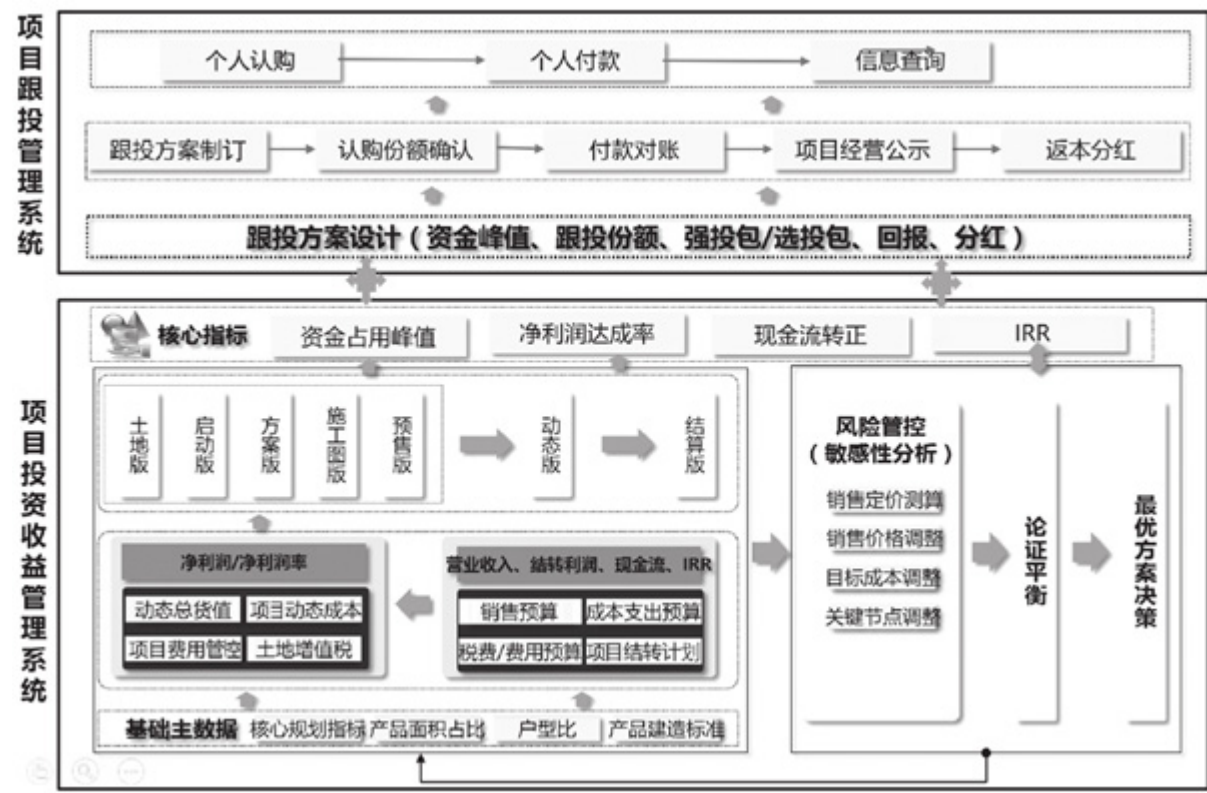 项目跟投管理系统
个人认购
个人付款
信息查询
跟投方案制订
认购份额确认
付款对账
项目经营公示
返本分红
跟投方案设计（资金峰值、跟投份额、强投包/选投包、回报、分红）
项目投资收益管理系统
核心指标
资金占用峰值
净利润达成率
现金流转正
IRR
土地版
启动版
方案版
施工图版
预售版
动态版
结算版
净利润/净利润率
动态总货值
项目动态成本
项目费用管控
土地增值税
营业收入、结转利润、现金流、IRR
销售预算
成本支出预算
税费/费用预算
项目结转计划
基础主数据
核心规划指标
产品面积占比
户型比
产品建造标准
风险管控
（敏感性分析）
销售定价测算
销售价格调整
目标成本调整
关键节点调整
论证平衡
最优方案决策